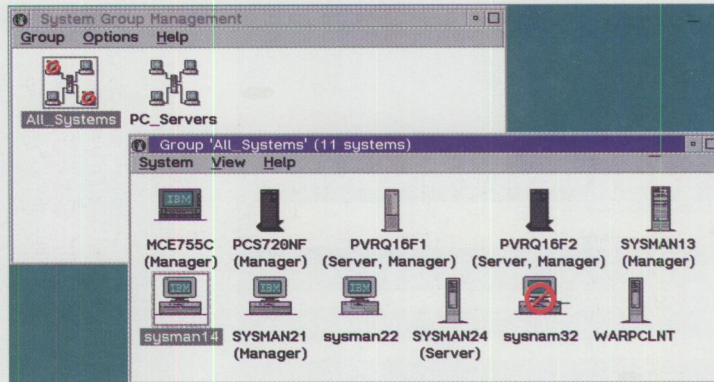 System Group Management
Group Options Help
All_Systems PC_Servers
Group 'All_Systems' (11 systems)
System View Help
IBM
MCE755C PCS720NF PVRQ16F1 PVRQ16F2 SYSMAN13
(Manager) (Manager) (Server, Manager) (Server, Manager) (Manager)
IBM IBM IBM
sysman14 SYSMAN21 sysman22 SYSMAN24 sysnam32 WARPCLNT
(Manager) (Server)